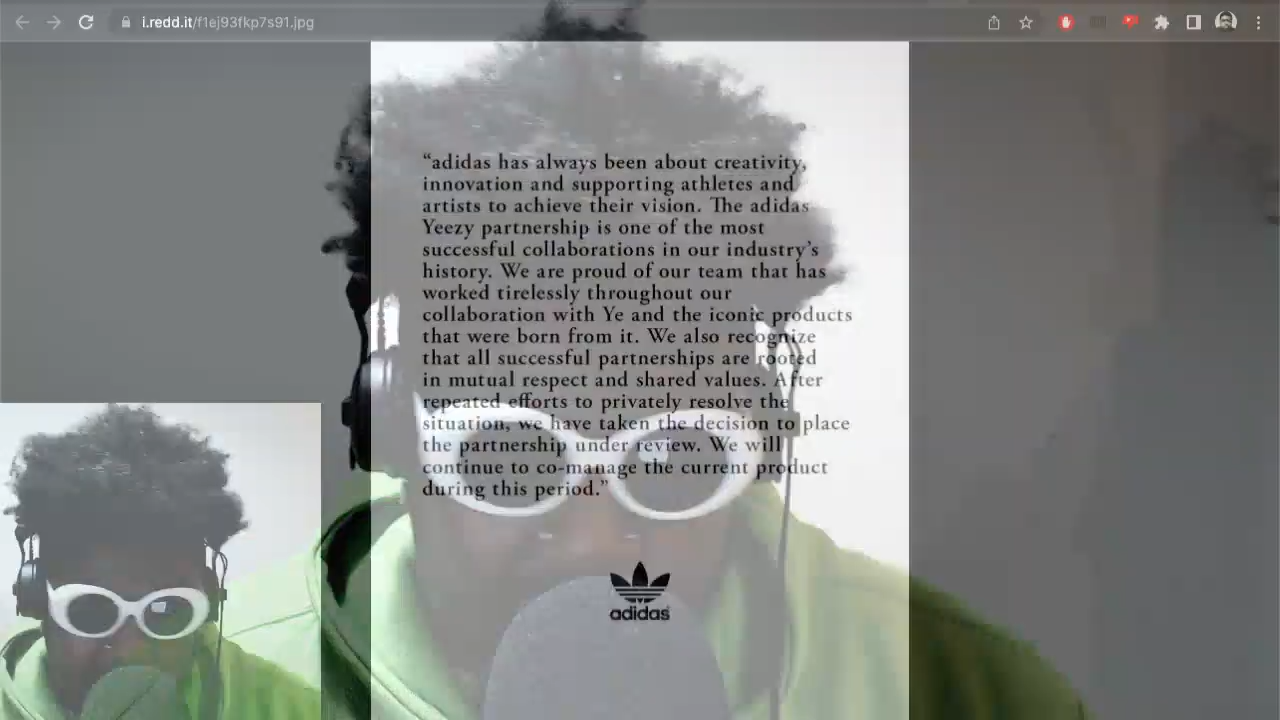 i.redd.it/f1ej93fkp7s91.jpg
“adidas has always been about creativity,
innovation and supporting athletes and
artists to achieve their vision. The adidas
Yeezy partnership is one of the most
successful collaborations in our industry’s
history. We are proud of our team that has
worked tirelessly throughout our
collaboration with Ye and the iconic products
that were born from it. We also recognize
that all successful partnerships are rooted
in mutual respect and shared values. After
repeated efforts to privately resolve the
situation, we have taken the decision to place
the partnership under review. We will
continue to co-manage the current product
during this period.”
adidas